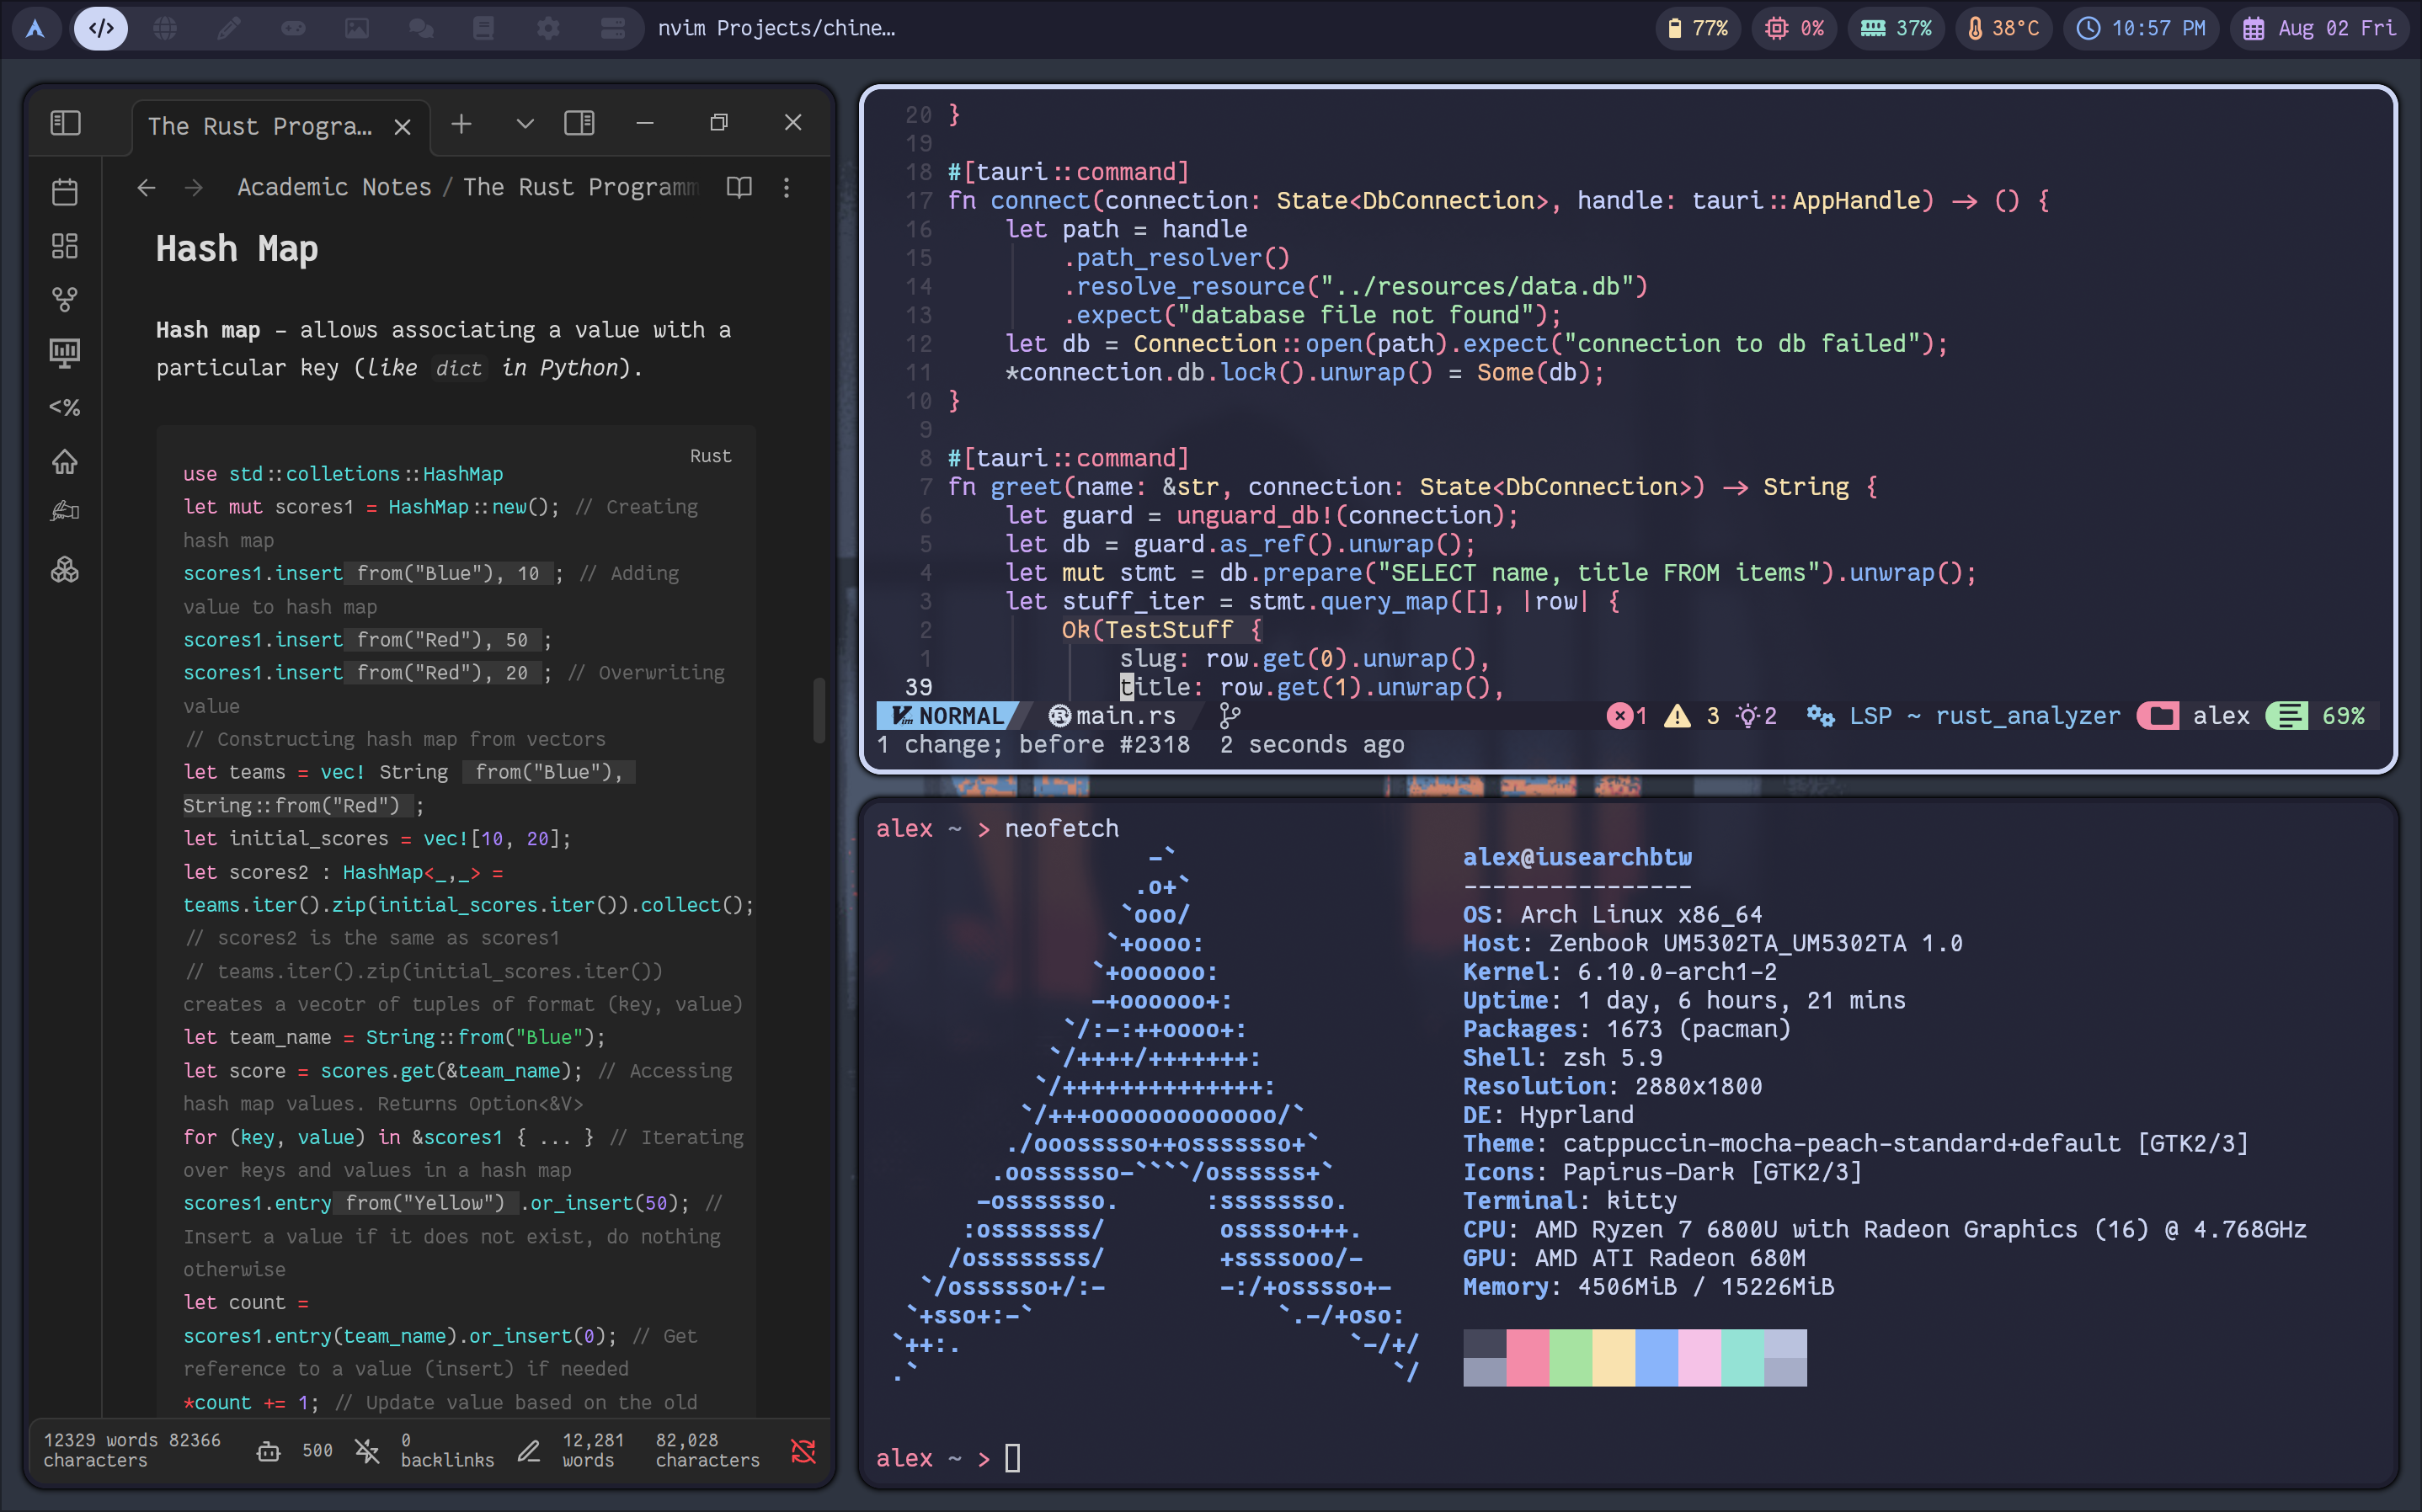 </> nvim Projects/chine… 77% 0% 37% 38°C 10:57 PM Aug 02 Fri
The Rust Progra…
Academic Notes / The Rust Programm
Hash Map
Hash map – allows associating a value with a
particular key (like dict in Python).
Rust
use std::colletions::HashMap
let mut scores1 = HashMap::new(); // Creating
hash map
scores1.insert from("Blue"), 10 ; // Adding
value to hash map
scores1.insert from("Red"), 50 ;
scores1.insert from("Red"), 20 ; // Overwriting
value
// Constructing hash map from vectors
let teams = vec! String from("Blue"),
String::from("Red") ;
let initial_scores = vec![10, 20];
let scores2 : HashMap<_,_> =
teams.iter().zip(initial_scores.iter()).collect();
// scores2 is the same as scores1
// teams.iter().zip(initial_scores.iter())
creates a vecotr of tuples of format (key, value)
let team_name = String::from("Blue");
let score = scores.get(&team_name); // Accessing
hash map values. Returns Option<&V>
for (key, value) in &scores1 { ... } // Iterating
over keys and values in a hash map
scores1.entry from("Yellow") .or_insert(50); //
Insert a value if it does not exist, do nothing
otherwise
let count =
scores1.entry(team_name).or_insert(0); // Get
reference to a value (insert) if needed
*count += 1; // Update value based on the old
12329 words 82366
characters
500
0
backlinks
12,281
words
82,028
characters
20 }
19
18 #[tauri::command]
17 fn connect(connection: State<DbConnection>, handle: tauri::AppHandle) -> () {
16 let path = handle
15 .path_resolver()
14 .resolve_resource("../resources/data.db")
13 .expect("database file not found");
12 let db = Connection::open(path).expect("connection to db failed");
11 *connection.db.lock().unwrap() = Some(db);
10 }
9
8 #[tauri::command]
7 fn greet(name: &str, connection: State<DbConnection>) -> String {
6 let guard = unguard_db!(connection);
5 let db = guard.as_ref().unwrap();
4 let mut stmt = db.prepare("SELECT name, title FROM items").unwrap();
3 let stuff_iter = stmt.query_map([], |row| {
2 Ok(TestStuff {
1 slug: row.get(0).unwrap(),
39 title: row.get(1).unwrap(),
NORMAL main.rs 1 3 2 LSP ~ rust_analyzer alex 69%
1 change; before #2318 2 seconds ago
alex ~ > neofetch
-`
.o+`
`ooo/
`+oooo:
`+oooooo:
-+oooooo+:
`/:-:++oooo+:
`/++++/+++++++:
`/++++++++++++++:
`/+++ooooooooooooo/`
./ooosssso++osssssso+`
.oossssso-````/ossssss+`
-osssssso. :ssssssso.
:osssssss/ osssso+++.
/ossssssss/ +ssssooo/-
`/ossssso+/:- -:/+osssso+-
`+sso+:-` `.-/+oso:
`++:. `-/+/
.` `/
alex@iusearchbtw
----------------
OS: Arch Linux x86_64
Host: Zenbook UM5302TA_UM5302TA 1.0
Kernel: 6.10.0-arch1-2
Uptime: 1 day, 6 hours, 21 mins
Packages: 1673 (pacman)
Shell: zsh 5.9
Resolution: 2880x1800
DE: Hyprland
Theme: catppuccin-mocha-peach-standard+default [GTK2/3]
Icons: Papirus-Dark [GTK2/3]
Terminal: kitty
CPU: AMD Ryzen 7 6800U with Radeon Graphics (16) @ 4.768GHz
GPU: AMD ATI Radeon 680M
Memory: 4506MiB / 15226MiB
alex ~ >